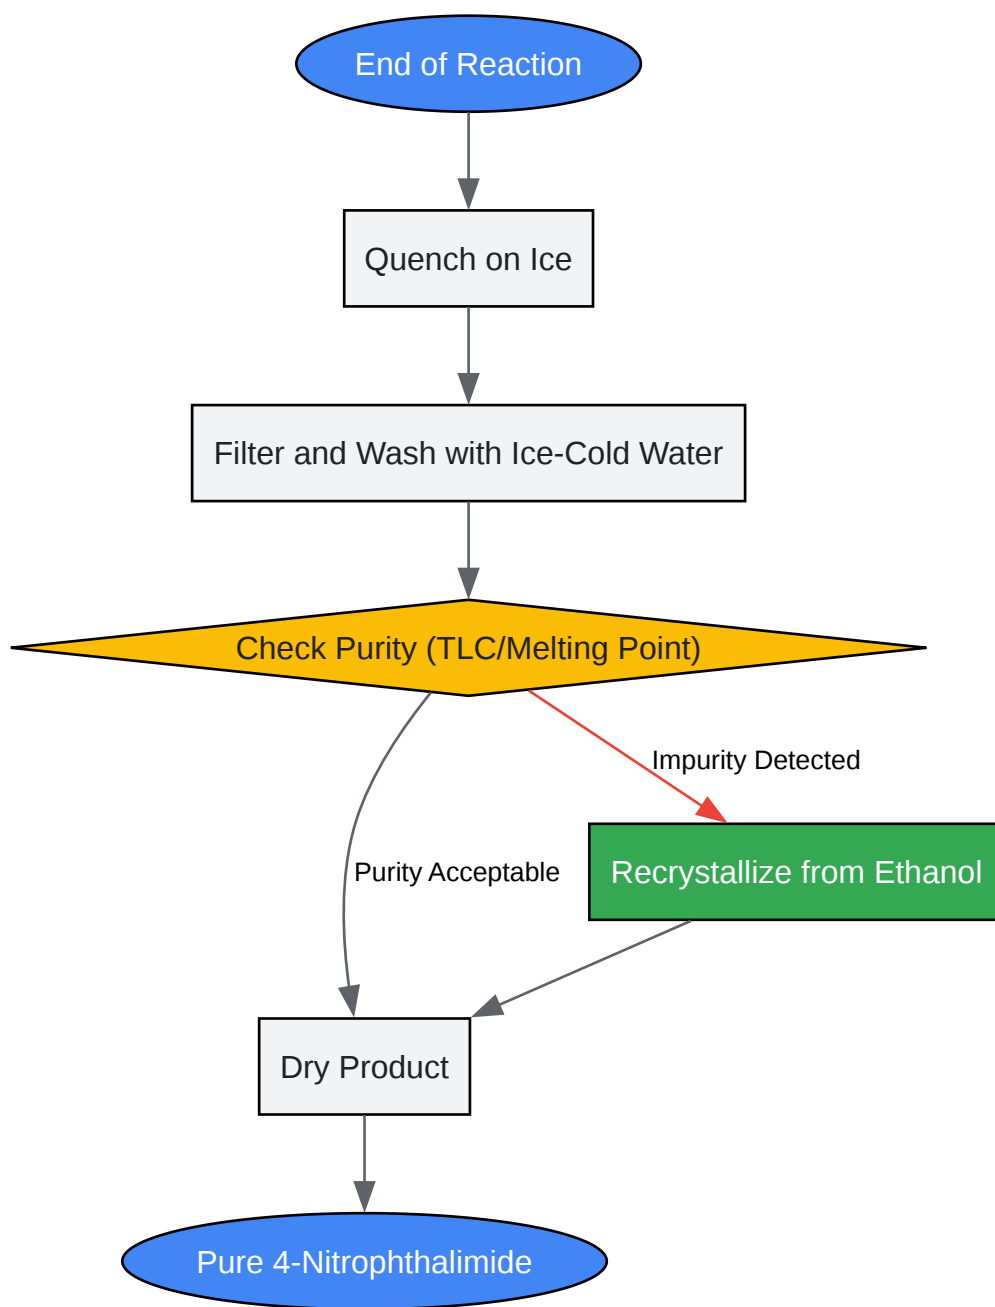 End of Reaction
Quench on Ice
Filter and Wash with Ice-Cold Water
Check Purity (TLC/Melting Point)
Impurity Detected
Purity Acceptable
Recrystallize from Ethanol
Dry Product
Pure 4-Nitrophthalimide